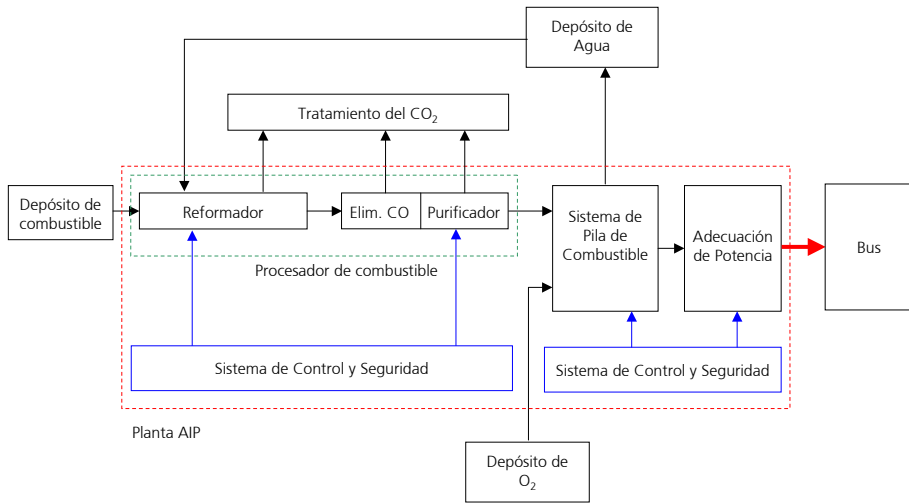 Depósito de
Agua
Tratamiento del CO₂
Depósito de
combustible
Reformador
Elim. CO
Purificador
Sistema de
Pila de
Combustible
Adecuación
de Potencia
Bus
Procesador de combustible
Sistema de Control y Seguridad
Sistema de Control y Seguridad
Planta AIP
Depósito de
O₂